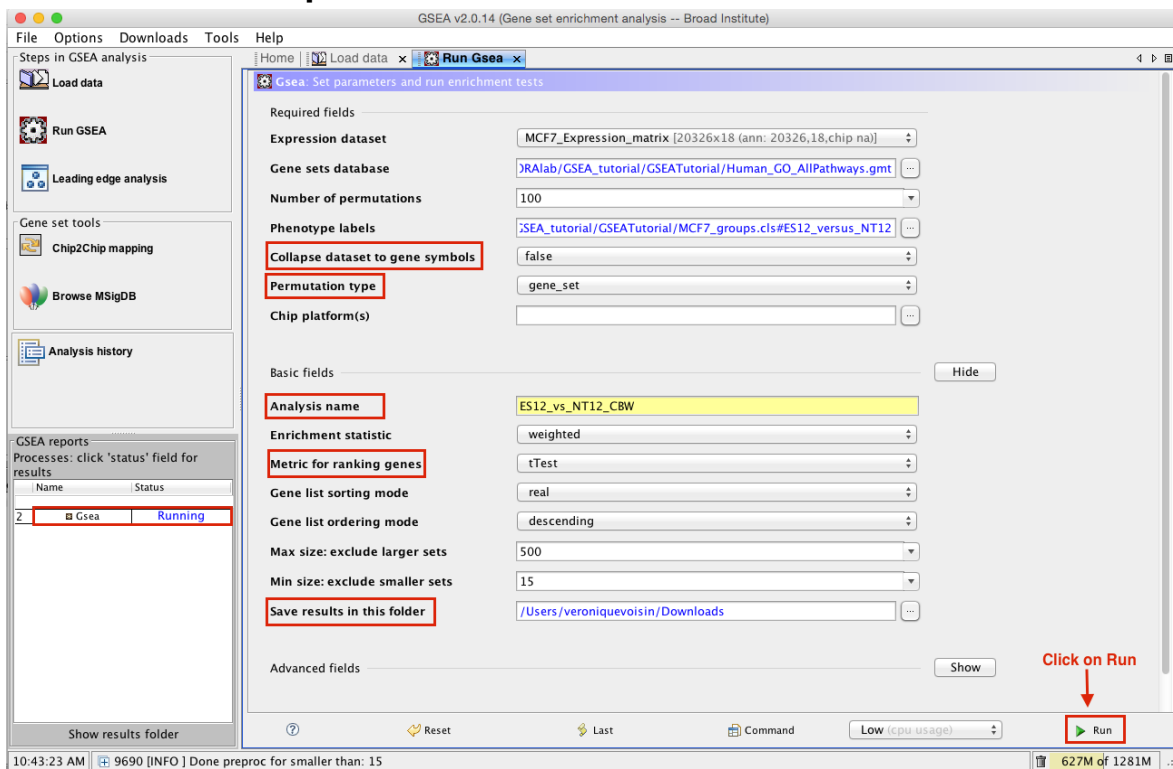 GSEA v2.0.14 (Gene set enrichment analysis -- Broad Institute)
File Options Downloads Tools Help
Steps in GSEA analysis
Load data
Run GSEA
Leading edge analysis
Gene set tools
Chip2Chip mapping
Browse MSigDB
Analysis history
GSEA reports
Processes: click 'status' field for
results
Name Status
2 Gsea Running
Show results folder
Home Load data x Run Gsea x
Gsea: Set parameters and run enrichment tests
Required fields
Expression dataset MCF7_Expression_matrix [20326x18 (ann: 20326,18,chip na)]
Gene sets database RAlab/GSEA_tutorial/GSEATutorial/Human_GO_AllPathways.gmt ...
Number of permutations 100
Phenotype labels SEA_tutorial/GSEATutorial/MCF7_groups.cls#ES12_versus_NT12 ...
Collapse dataset to gene symbols false
Permutation type gene_set
Chip platform(s) ...
Basic fields Hide
Analysis name ES12_vs_NT12_CBW
Enrichment statistic weighted
Metric for ranking genes tTest
Gene list sorting mode real
Gene list ordering mode descending
Max size: exclude larger sets 500
Min size: exclude smaller sets 15
Save results in this folder /Users/veroniquevoisin/Downloads ...
Advanced fields Show
Click on Run
? Reset Last Command Low (cpu usage) Run
10:43:23 AM 9690 [INFO ] Done preproc for smaller than: 15 627M of 1281M